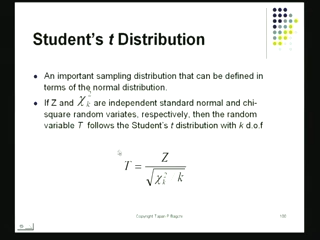 Student's t Distribution
An important sampling distribution that can be defined in
terms of the normal distribution.
If Z and χ²ₖ are independent standard normal and chi-
square random variates, respectively, then the random
variable T follows the Student's t distribution with k d.o.f
T = Z / √(χ²ₖ k)